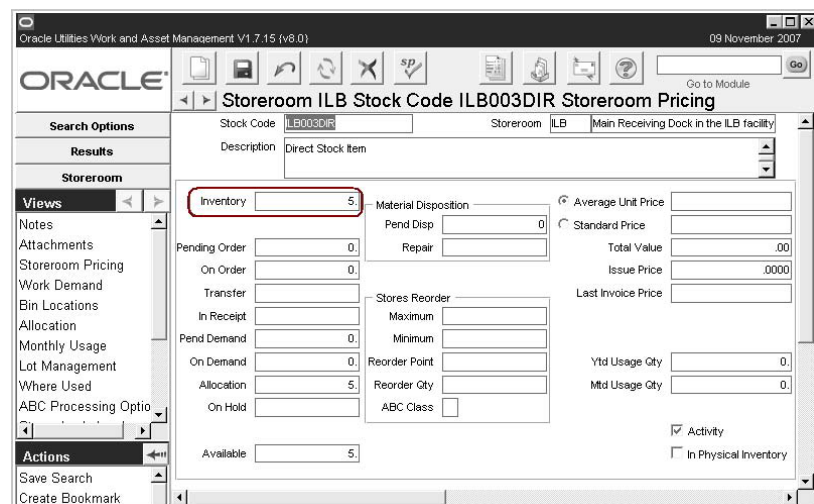 Oracle Utilities Work and Asset Management V1.7.15 (v8.0) 09 November 2007
ORACLE
sp
Go
Go to Module
Storeroom ILB Stock Code ILB003DIR Storeroom Pricing
Search Options
Results
Storeroom
Views
Notes
Attachments
Storeroom Pricing
Work Demand
Bin Locations
Allocation
Monthly Usage
Lot Management
Where Used
ABC Processing Optio
Actions
Save Search
Create Bookmark
Stock Code ILB003DIR Storeroom ILB Main Receiving Dock in the ILB facility
Description Direct Stock Item
Inventory 5.
Pending Order 0.
On Order 0.
Transfer
In Receipt
Pend Demand 0.
On Demand 0.
Allocation 5.
On Hold
Available 5.
Material Disposition
Pend Disp 0
Repair
Stores Reorder
Maximum
Minimum
Reorder Point
Reorder Qty
ABC Class
Average Unit Price
Standard Price
Total Value .00
Issue Price .0000
Last Invoice Price
Ytd Usage Qty 0.
Mtd Usage Qty 0.
Activity
In Physical Inventory